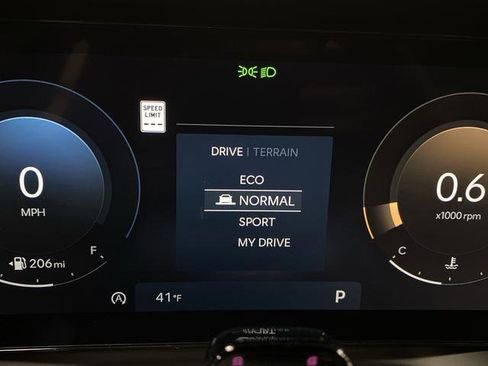 SPEED
LIMIT
---
DRIVE | TERRAIN
ECO
NORMAL
SPORT
MY DRIVE
0
MPH
0.6
x1000 rpm
F
206 mi
C
A
41°F
P